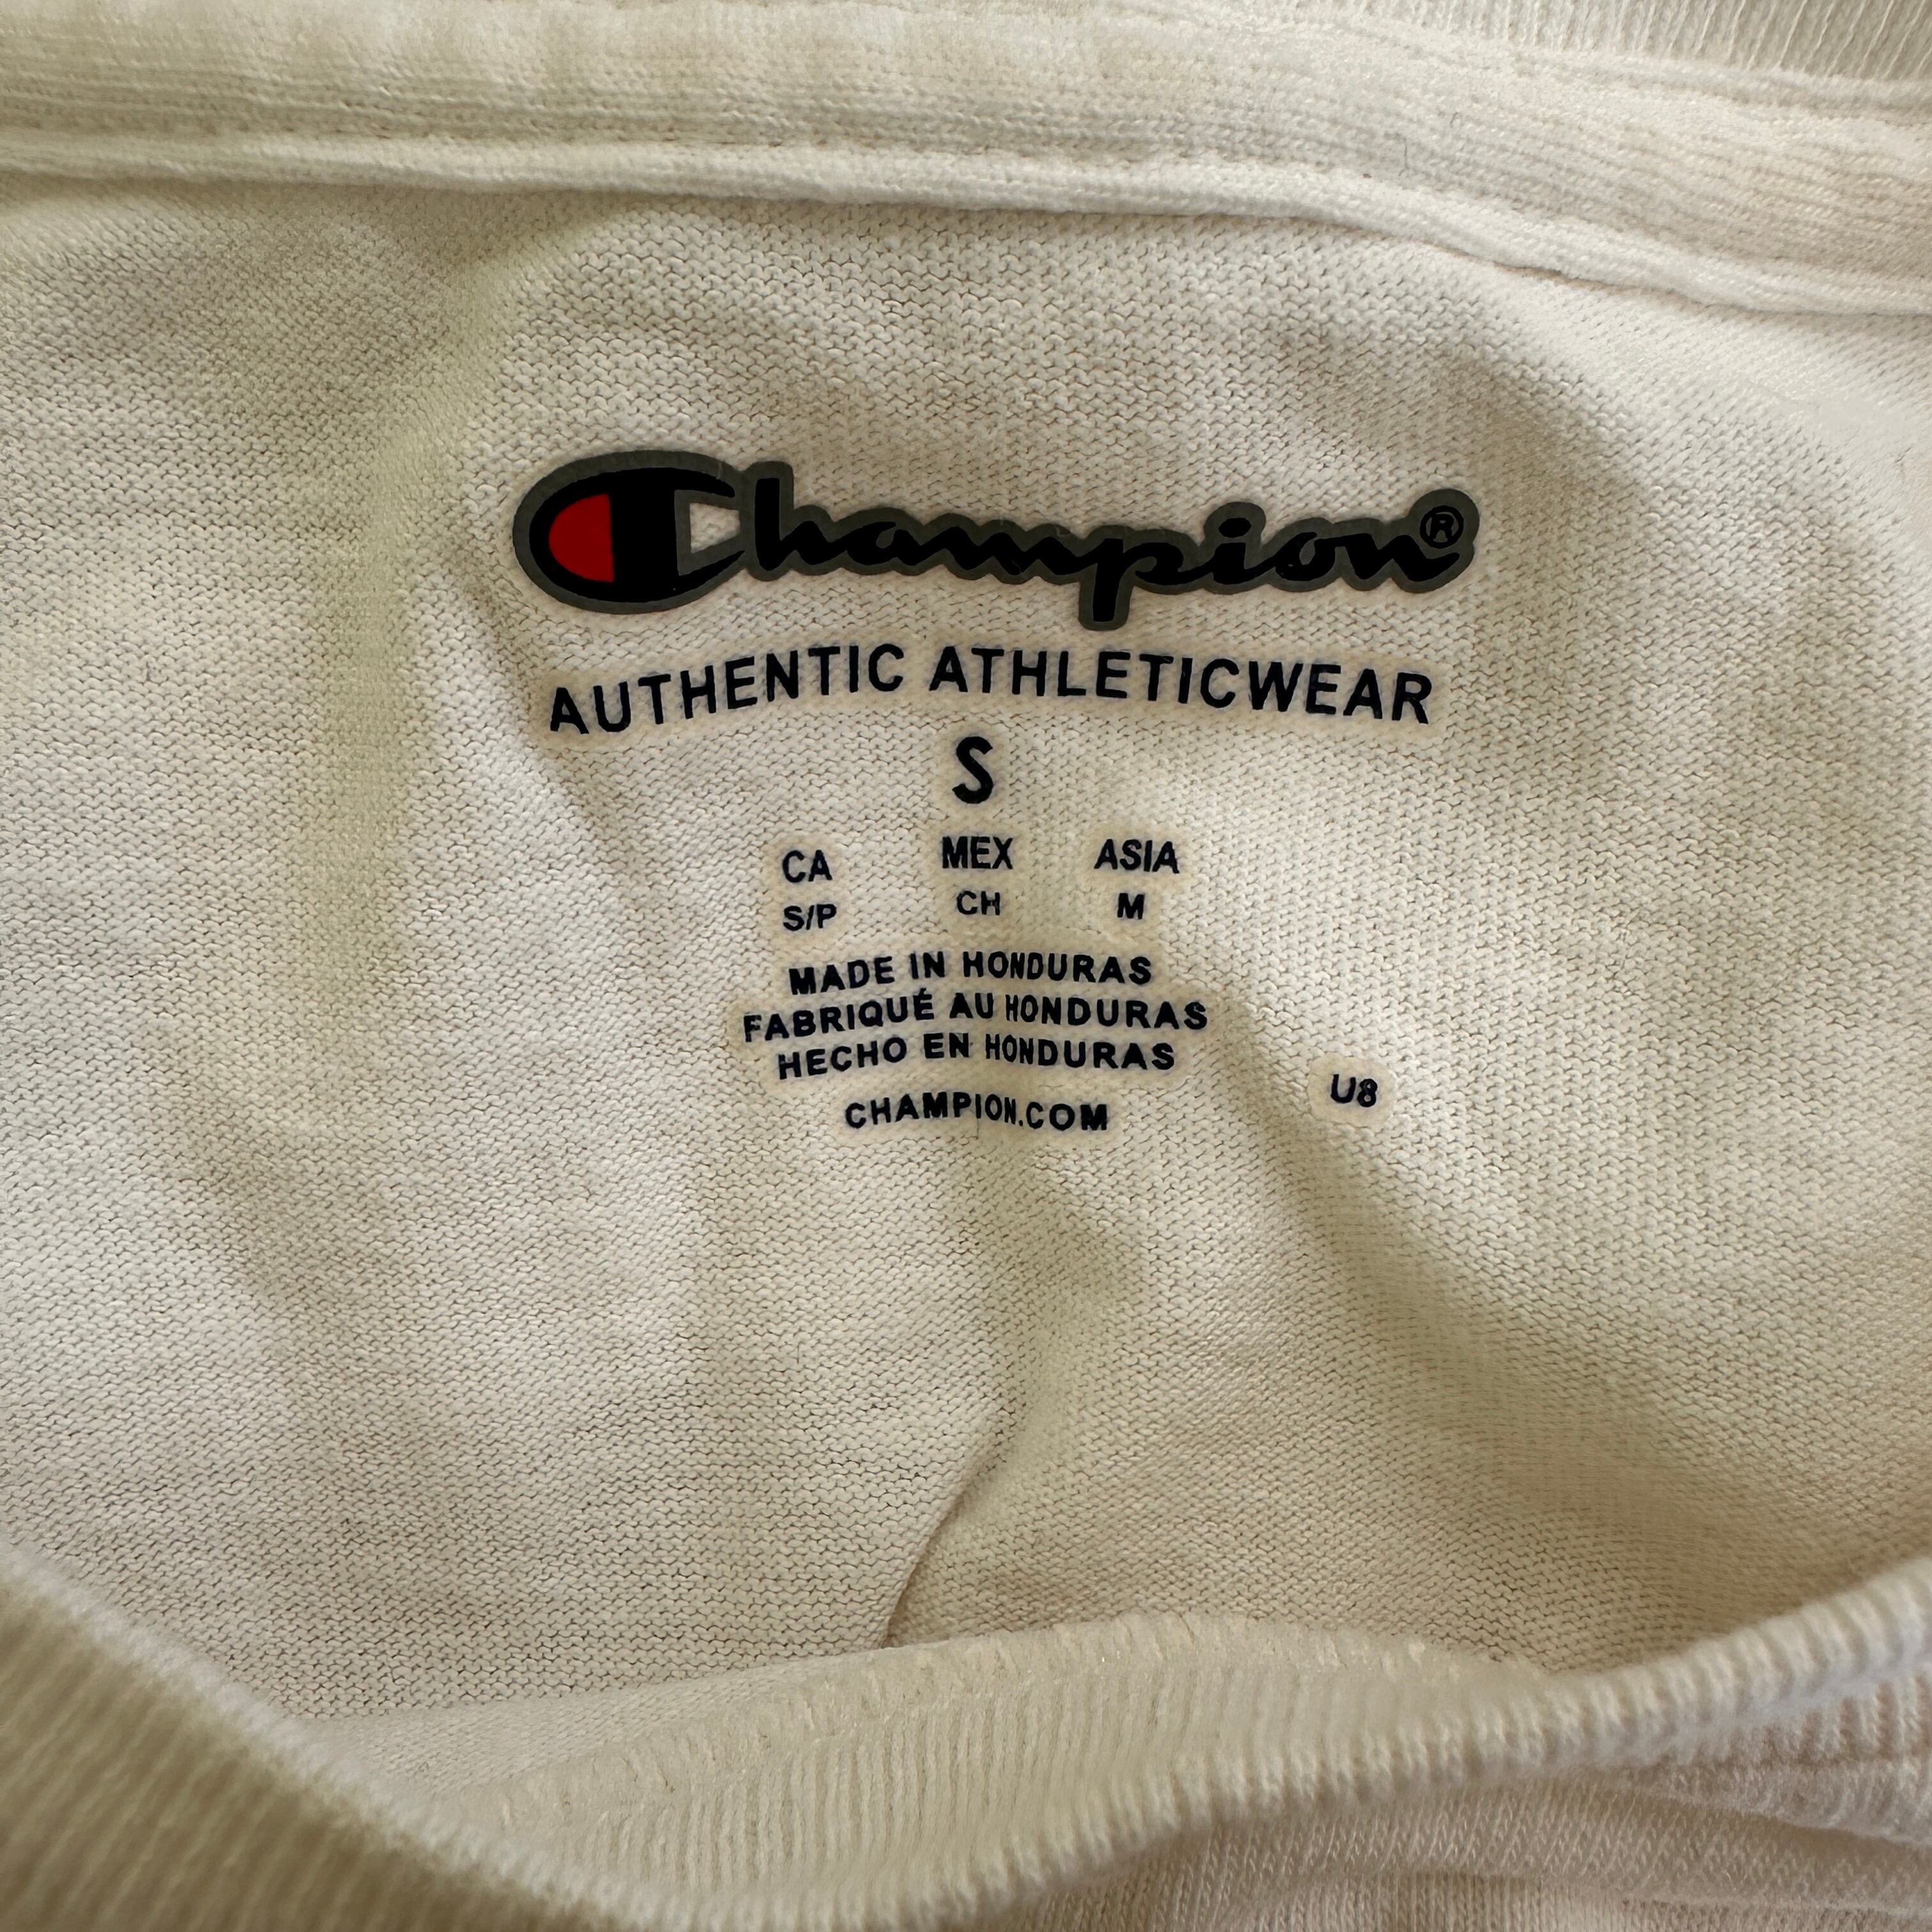 Champion®
AUTHENTIC ATHLETICWEAR
S
CA MEX ASIA
S/P CH M
MADE IN HONDURAS
FABRIQUÉ AU HONDURAS
HECHO EN HONDURAS
U8
CHAMPION.COM